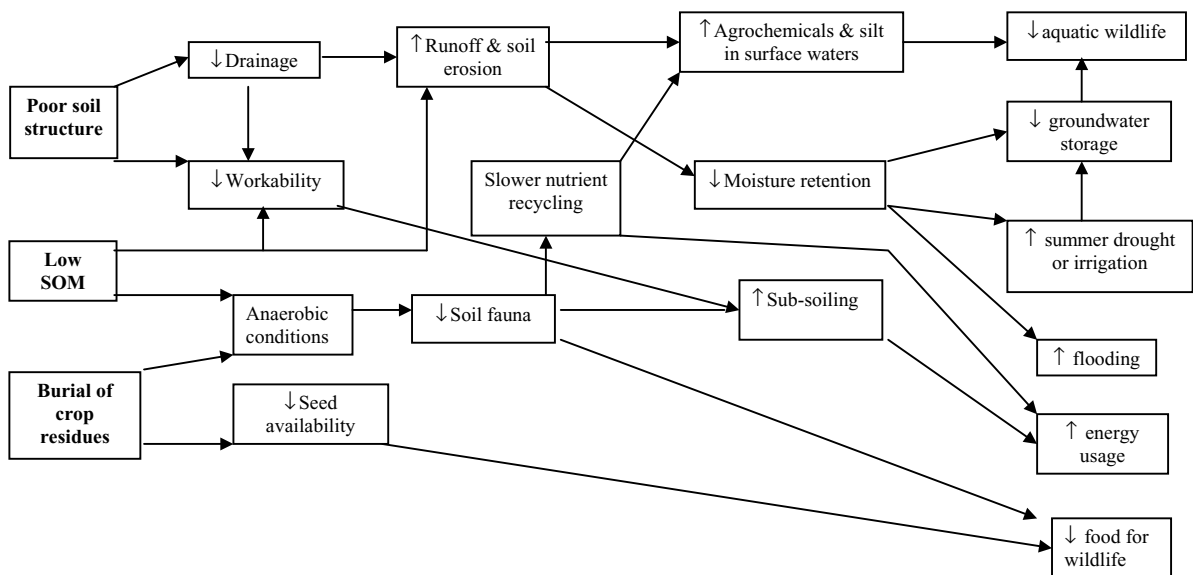 Poor soil
structure
Low
SOM
Burial of
crop
residues
↓Drainage
↓Workability
Anaerobic
conditions
↓Seed
availability
↑Runoff & soil
erosion
↓Soil fauna
Slower nutrient
recycling
↑Agrochemicals & silt
in surface waters
↓Moisture retention
↑Sub-soiling
↓aquatic wildlife
↓ groundwater
storage
↑ summer drought
or irrigation
↑ flooding
↑ energy
usage
↓ food for
wildlife